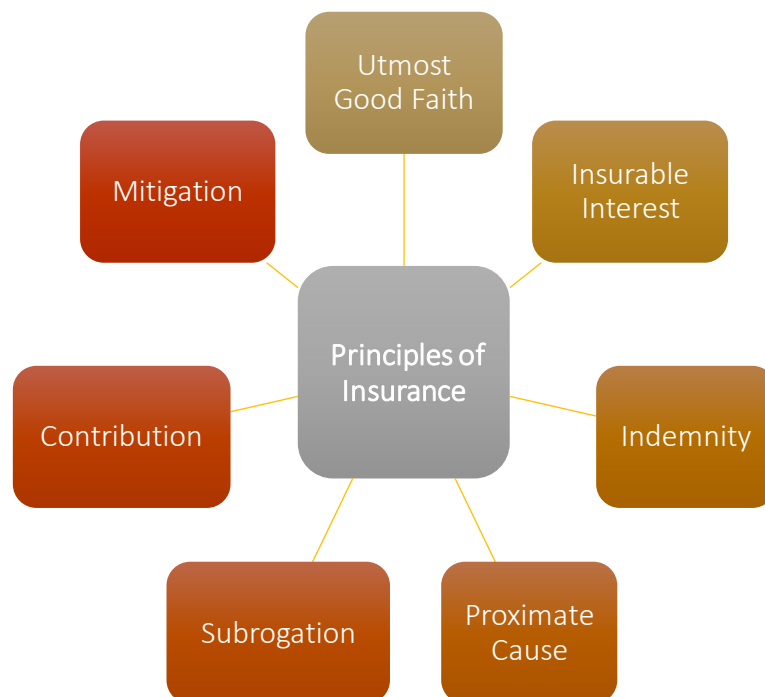 Utmost
Good Faith
Insurable
Interest
Indemnity
Proximate
Cause
Subrogation
Contribution
Mitigation
Principles of
Insurance